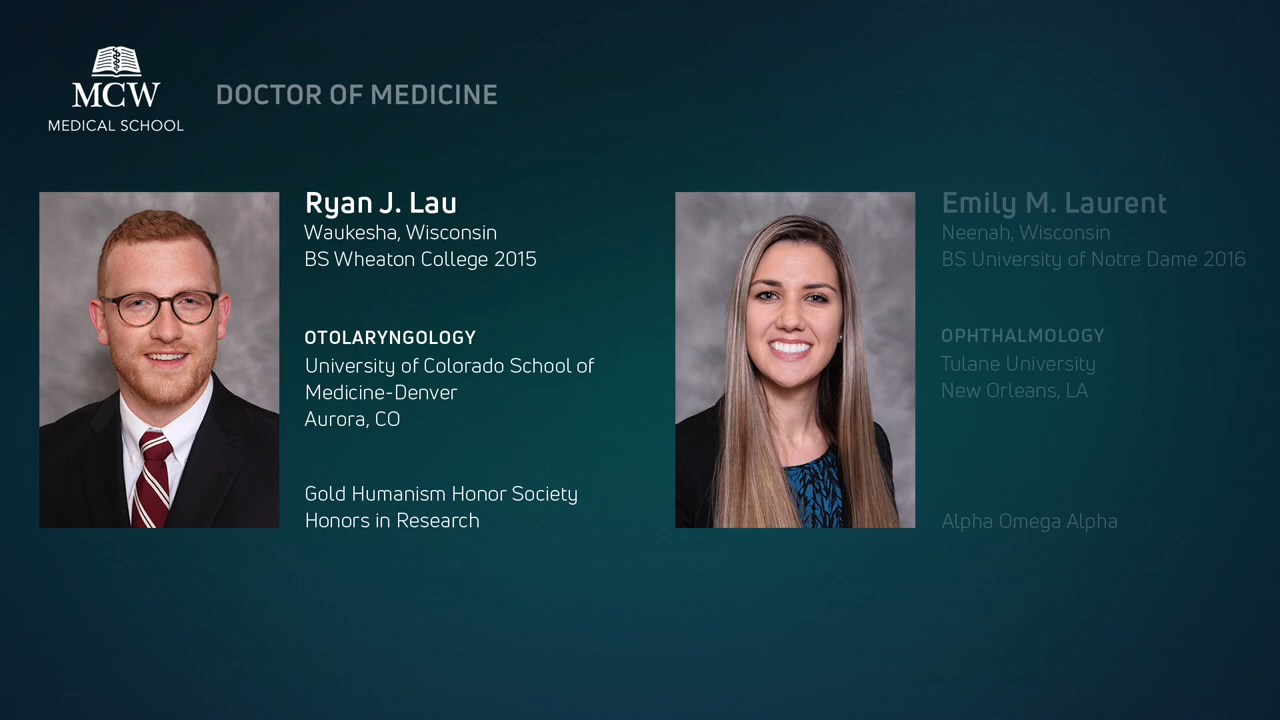 MCW
MEDICAL SCHOOL
DOCTOR OF MEDICINE
Ryan J. Lau
Waukesha, Wisconsin
BS Wheaton College 2015
OTOLARYNGOLOGY
University of Colorado School of
Medicine-Denver
Aurora, CO
Gold Humanism Honor Society
Honors in Research
Emily M. Laurent
Neenah, Wisconsin
BS University of Notre Dame 2016
OPHTHALMOLOGY
Tulane University
New Orleans, LA
Alpha Omega Alpha